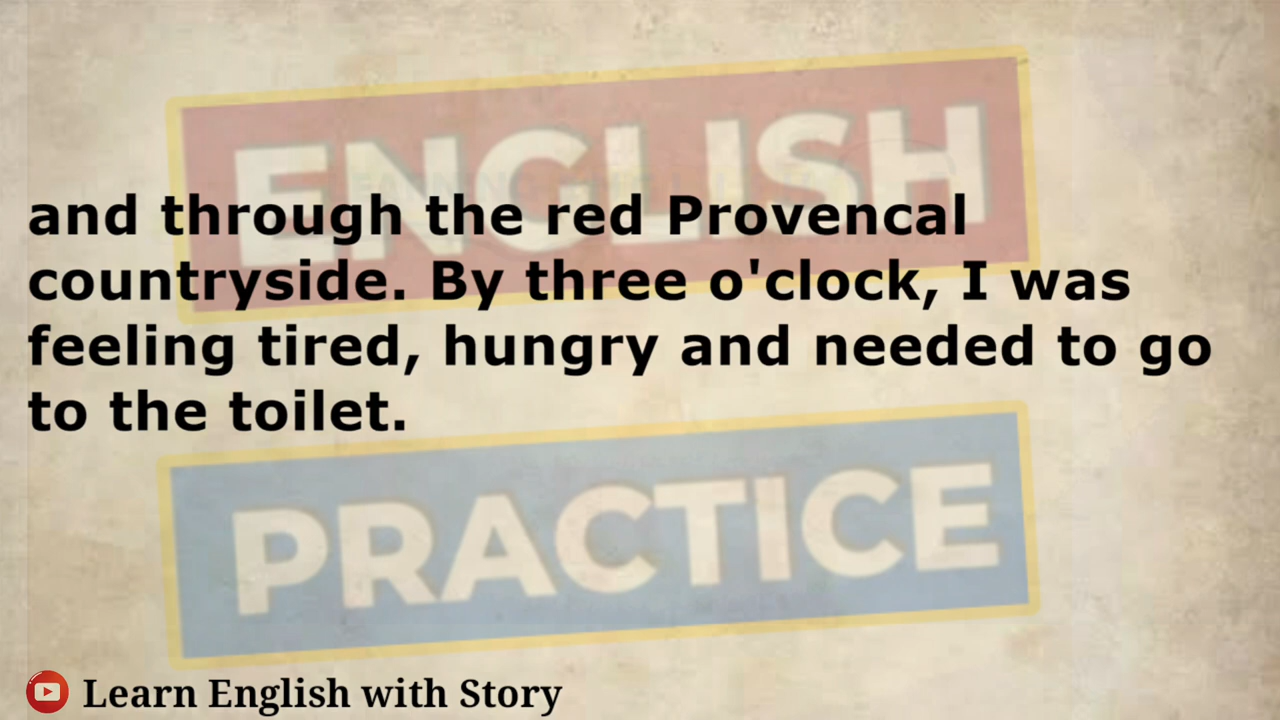 ENGLISH
and through the red Provencal
countryside. By three o'clock, I was
feeling tired, hungry and needed to go
to the toilet.
PRACTICE
Learn English with Story